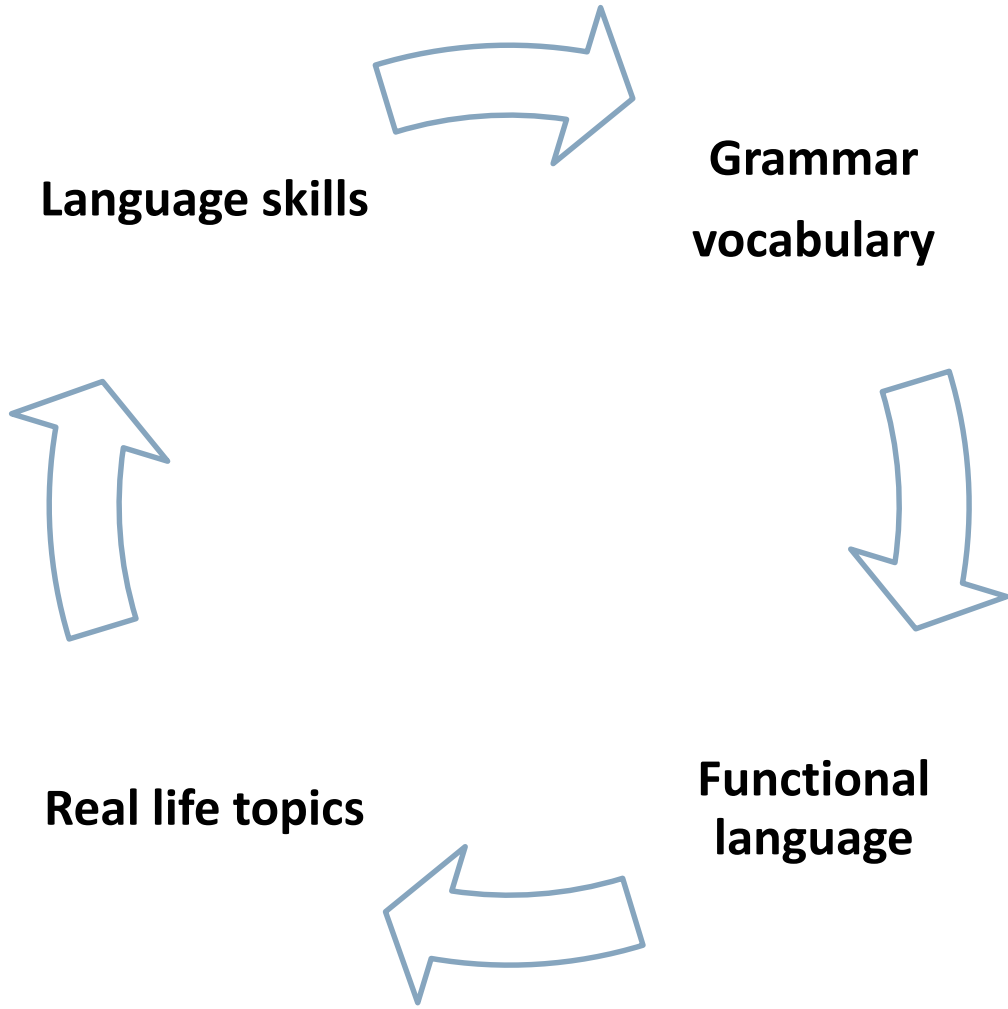 Language skills
Grammar
vocabulary
Functional
language
Real life topics